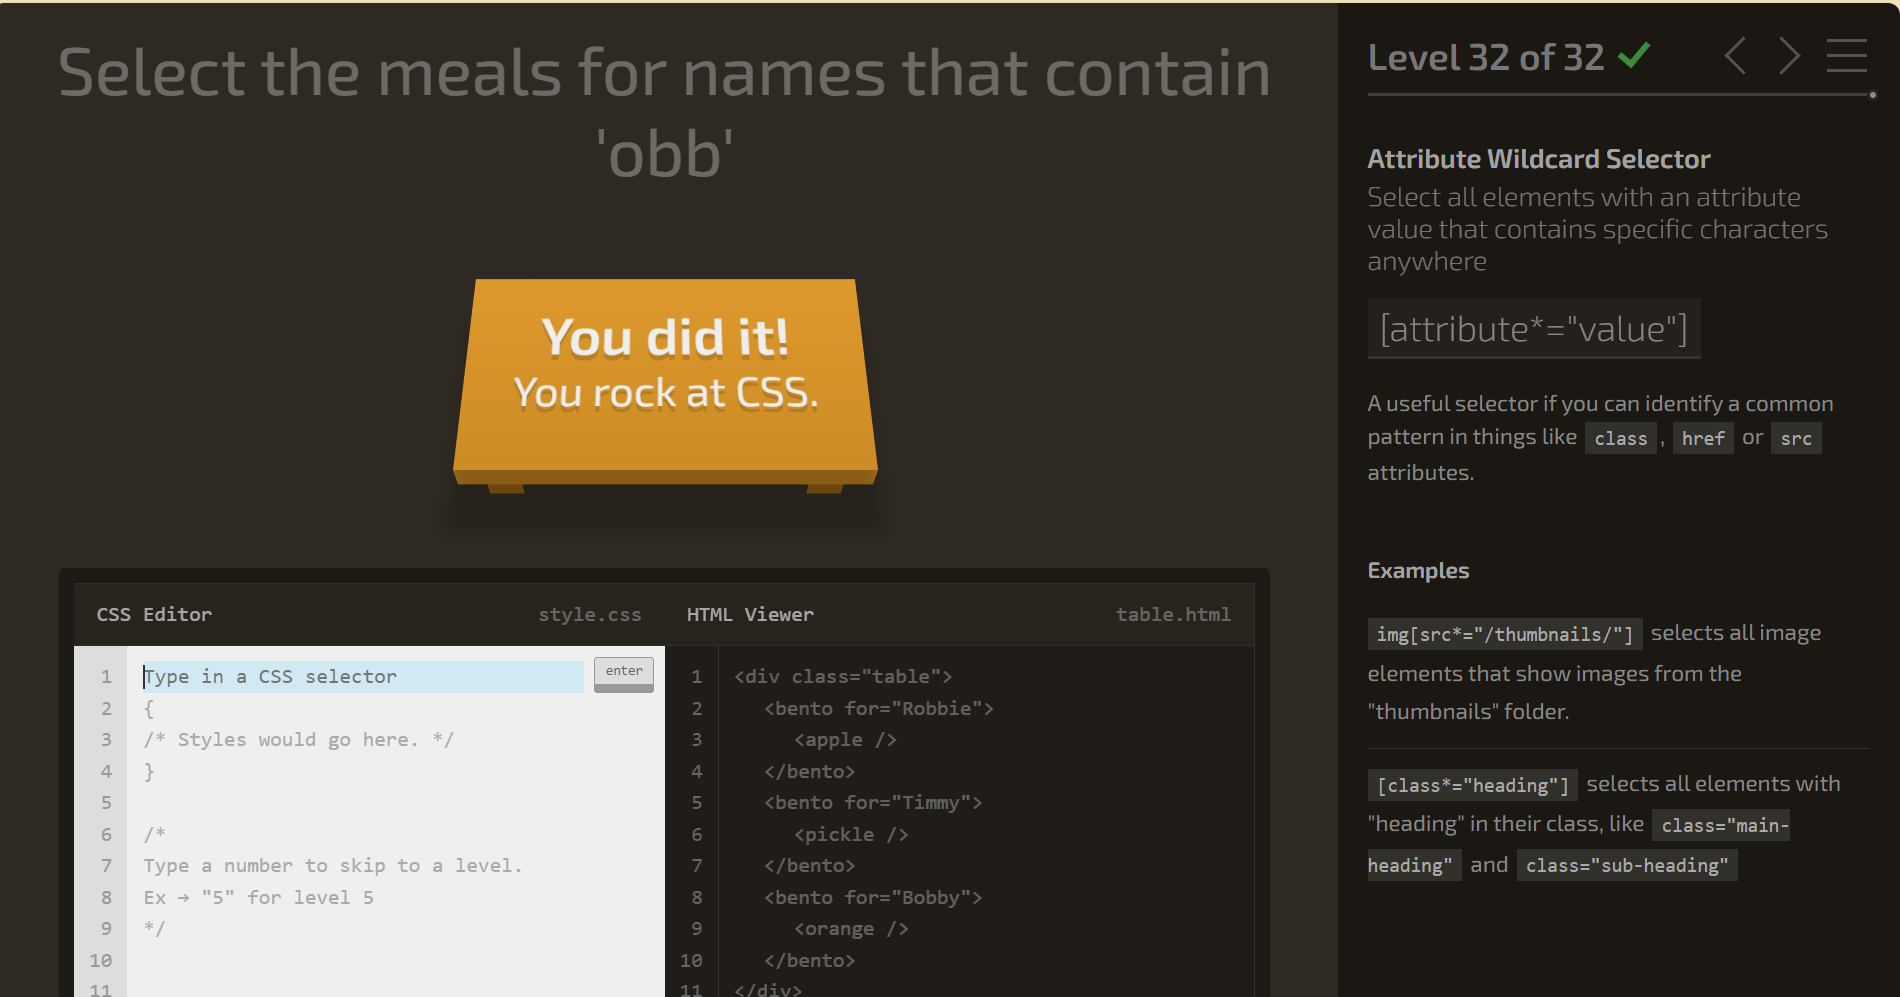 Select the meals for names that contain
'obb'
You did it!
You rock at CSS.
CSS Editor style.css
1 Type in a CSS selector enter
2 {
3 /* Styles would go here. */
4 }
5
6 /*
7 Type a number to skip to a level.
8 Ex → "5" for level 5
9 */
10
11
HTML Viewer table.html
1 <div class="table">
2 <bento for="Robbie">
3 <apple />
4 </bento>
5 <bento for="Timmy">
6 <pickle />
7 </bento>
8 <bento for="Bobby">
9 <orange />
10 </bento>
11 </div>
Level 32 of 32
Attribute Wildcard Selector
Select all elements with an attribute
value that contains specific characters
anywhere
[attribute*="value"]
A useful selector if you can identify a common
pattern in things like class , href or src
attributes.
Examples
img[src*="/thumbnails/"] selects all image
elements that show images from the
"thumbnails" folder.
[class*="heading"] selects all elements with
"heading" in their class, like class="main-
heading" and class="sub-heading"